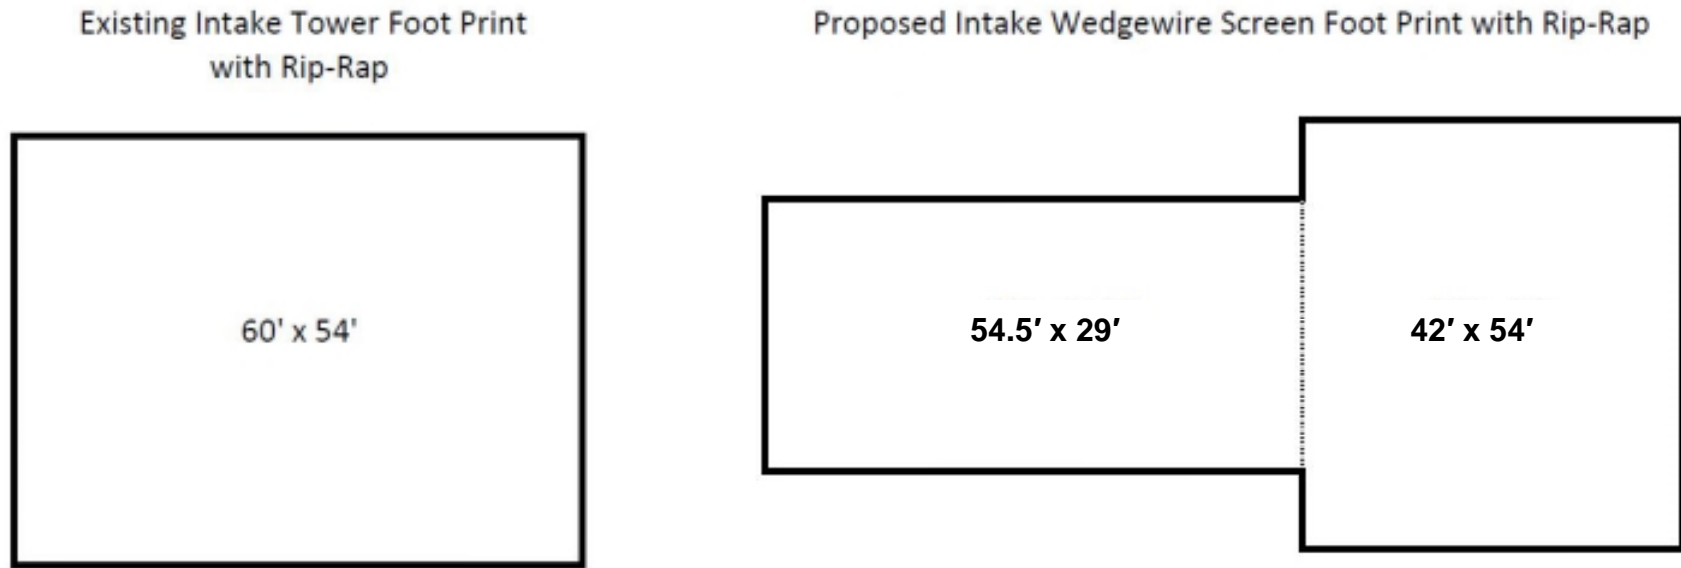 Existing Intake Tower Foot Print
with Rip-Rap
Proposed Intake Wedgewire Screen Foot Print with Rip-Rap
60' x 54'
54.5′ x 29′
42′ x 54′